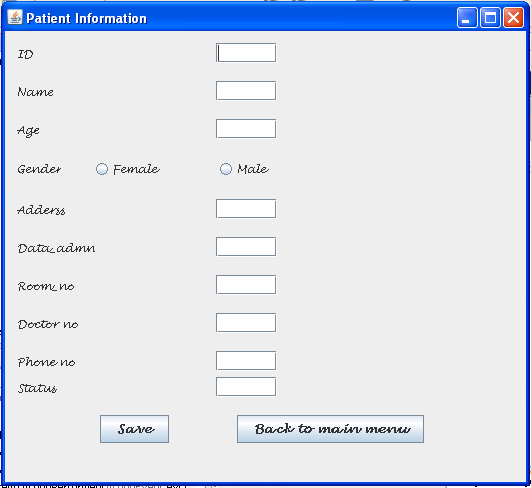 Patient Information
ID
Name
Age
Gender Female Male
Adderss
Data_admn
Room_no
Doctor no
Phone no
Status
Save Back to main menu